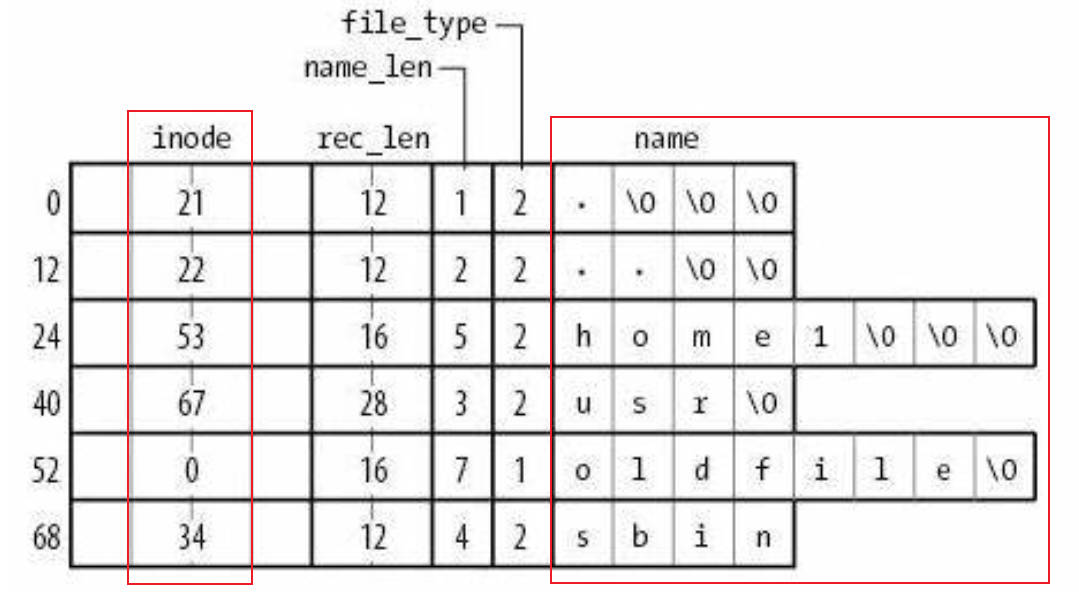 file_type
name_len
inode rec_len name
0 21 12 1 2 . \0 \0 \0
12 22 12 2 2 . . \0 \0
24 53 16 5 2 h o m e 1 \0 \0 \0
40 67 28 3 2 u s r \0
52 0 16 7 1 o l d f i l e \0
68 34 12 4 2 s b i n